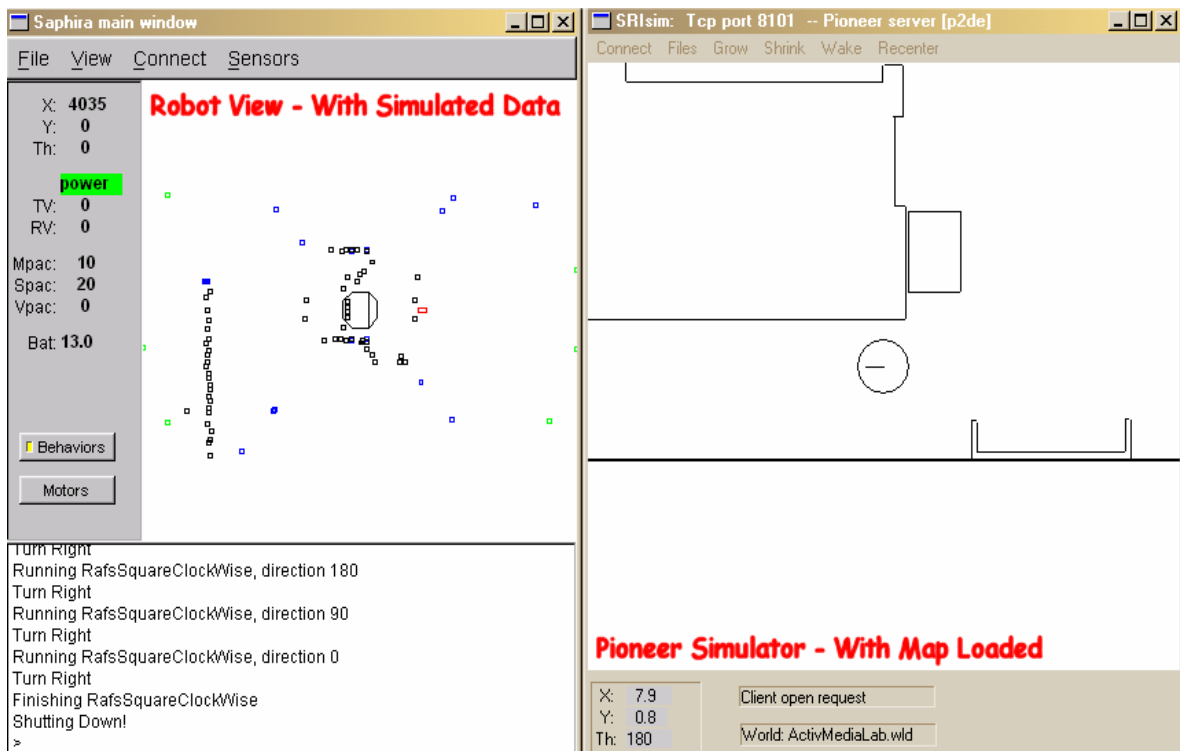 Saphira main window
File View Connect Sensors
X: 4035
Y: 0
Th: 0
power
TV: 0
RV: 0
Mpac: 10
Spac: 20
Vpac: 0
Bat: 13.0
Behaviors
Motors
Robot View - With Simulated Data
Turn Right
Running RafsSquareClockWise, direction 180
Turn Right
Running RafsSquareClockWise, direction 90
Turn Right
Running RafsSquareClockWise, direction 0
Turn Right
Finishing RafsSquareClockWise
Shutting Down!
>
SRIsim: Tcp port 8101 -- Pioneer server [p2de]
Connect Files Grow Shrink Wake Recenter
Pioneer Simulator - With Map Loaded
X: 7.9
Y: 0.8
Th: 180
Client open request
World: ActivMediaLab.wld